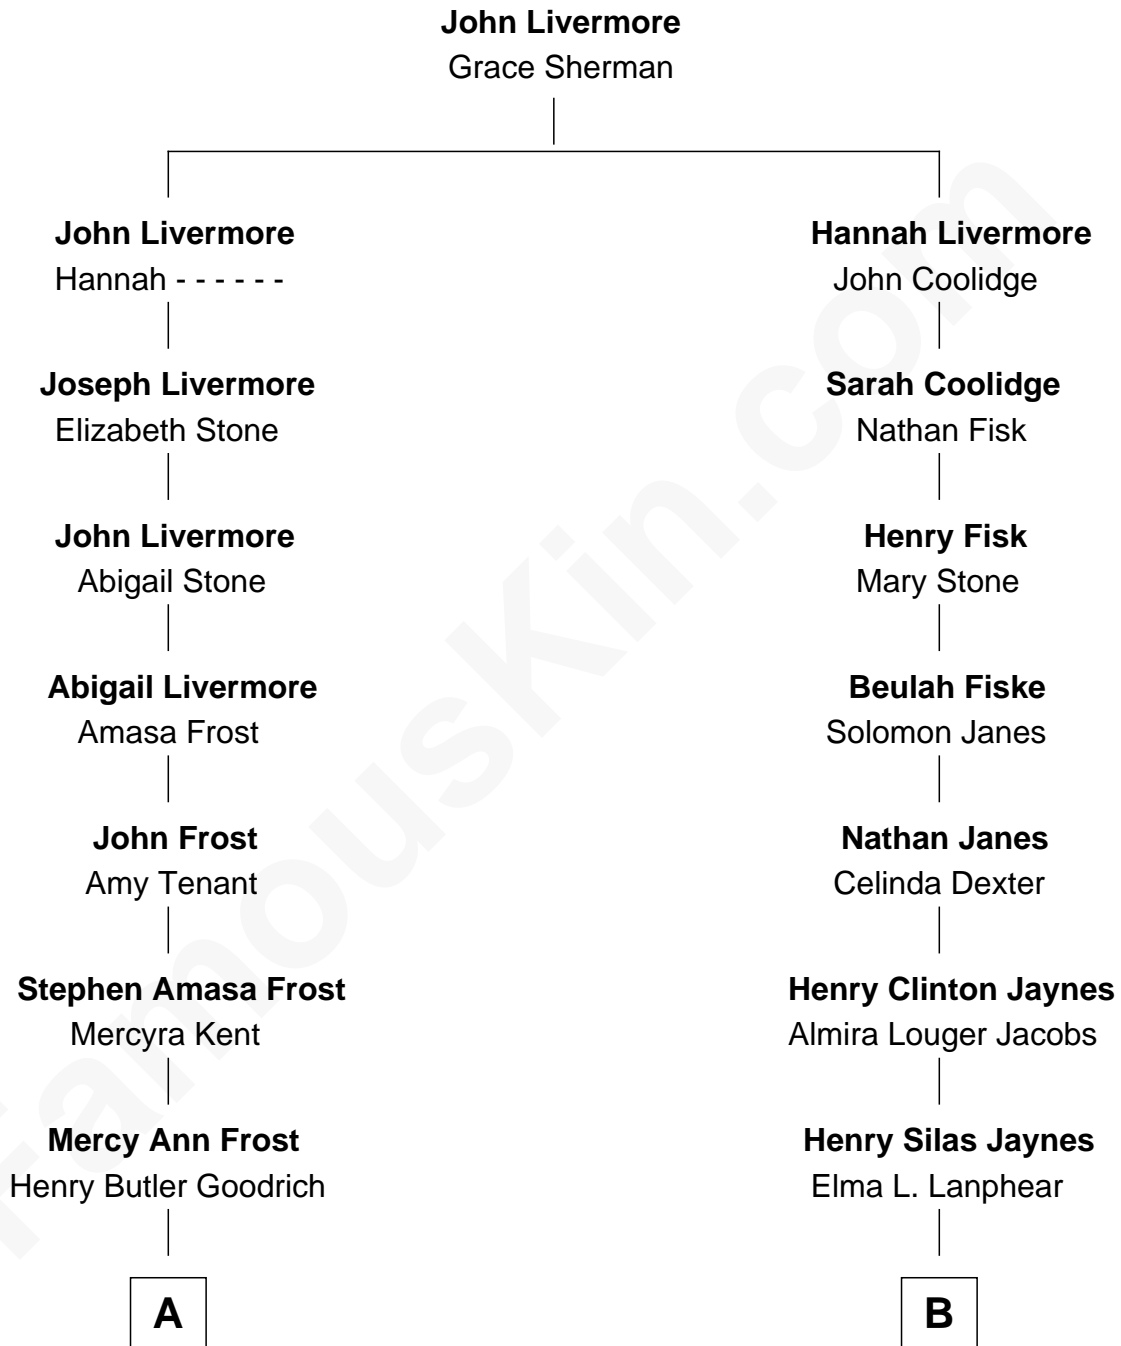 John Livermore
Grace Sherman
John Livermore
Hannah - - - - - -
Hannah Livermore
John Coolidge
Joseph Livermore
Elizabeth Stone
Sarah Coolidge
Nathan Fisk
John Livermore
Abigail Stone
Henry Fisk
Mary Stone
Abigail Livermore
Amasa Frost
Beulah Fiske
Solomon Janes
John Frost
Amy Tenant
Nathan Janes
Celinda Dexter
Stephen Amasa Frost
Mercyra Kent
Henry Clinton Jaynes
Almira Louger Jacobs
Mercy Ann Frost
Henry Butler Goodrich
Henry Silas Jaynes
Elma L. Lanphear
A
B
FamousKin.com